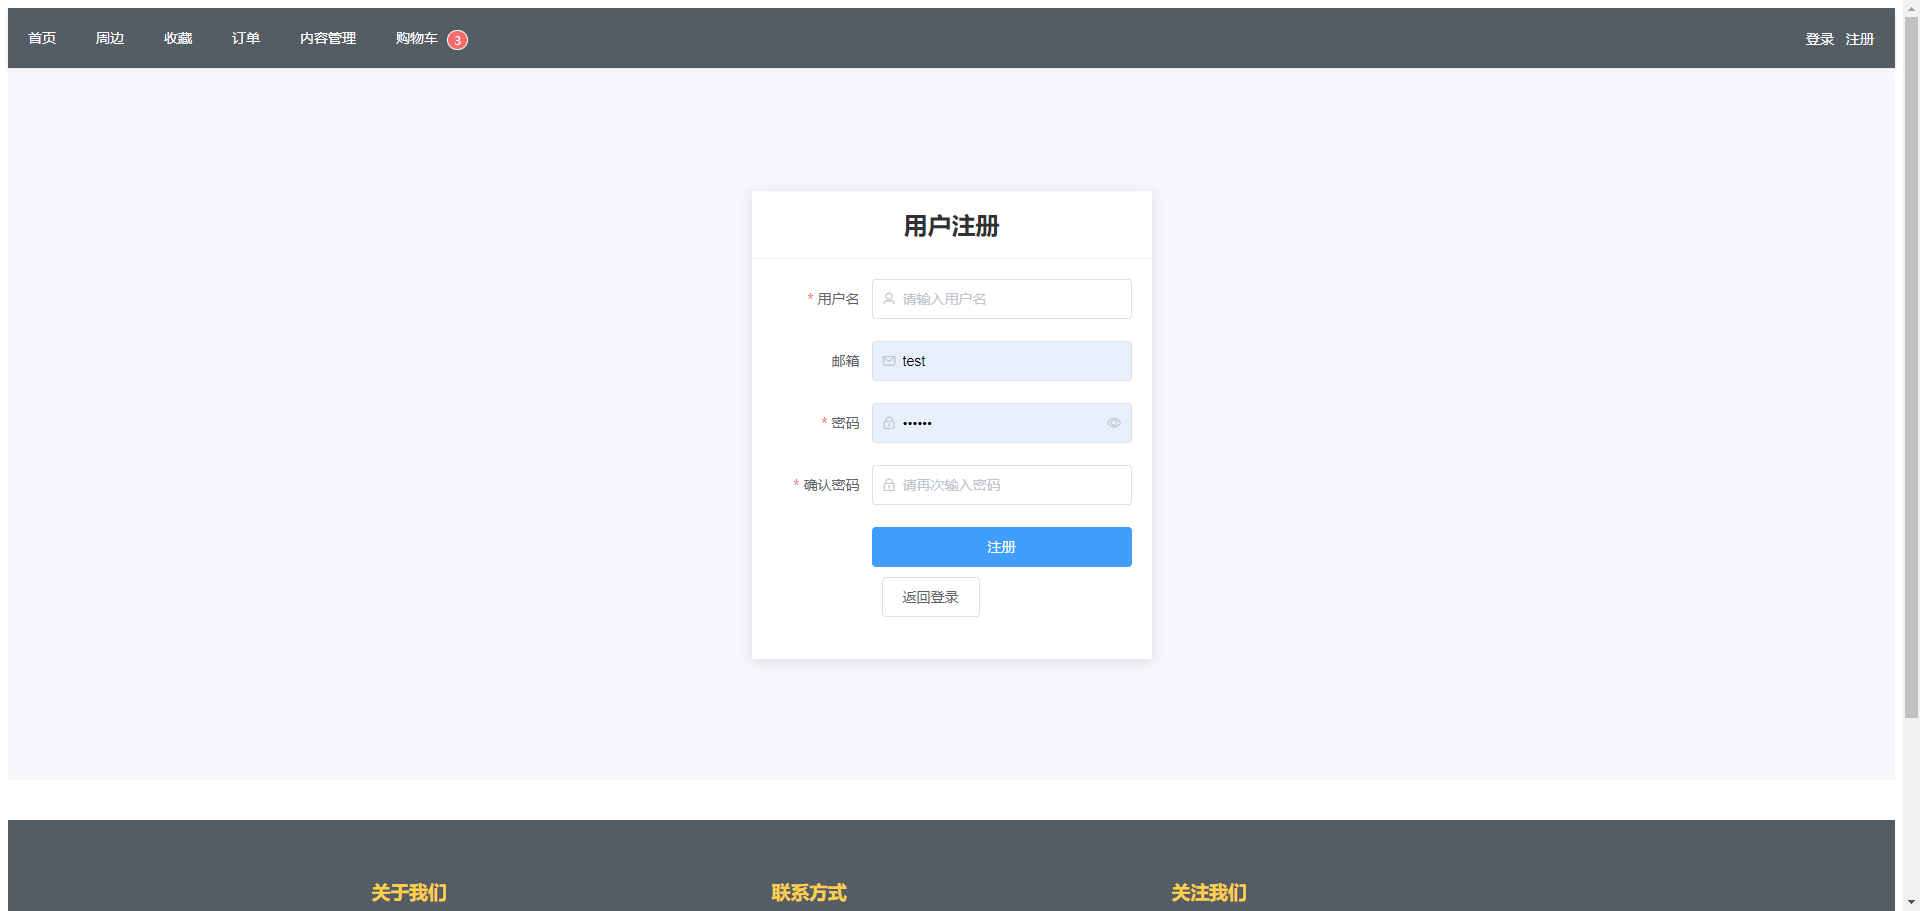 首页 周边 收藏 订单 内容管理 购物车 3 登录 注册
用户注册
* 用户名 请输入用户名
邮箱 test
* 密码 ••••••
* 确认密码 请再次输入密码
注册
返回登录
关于我们 联系方式 关注我们